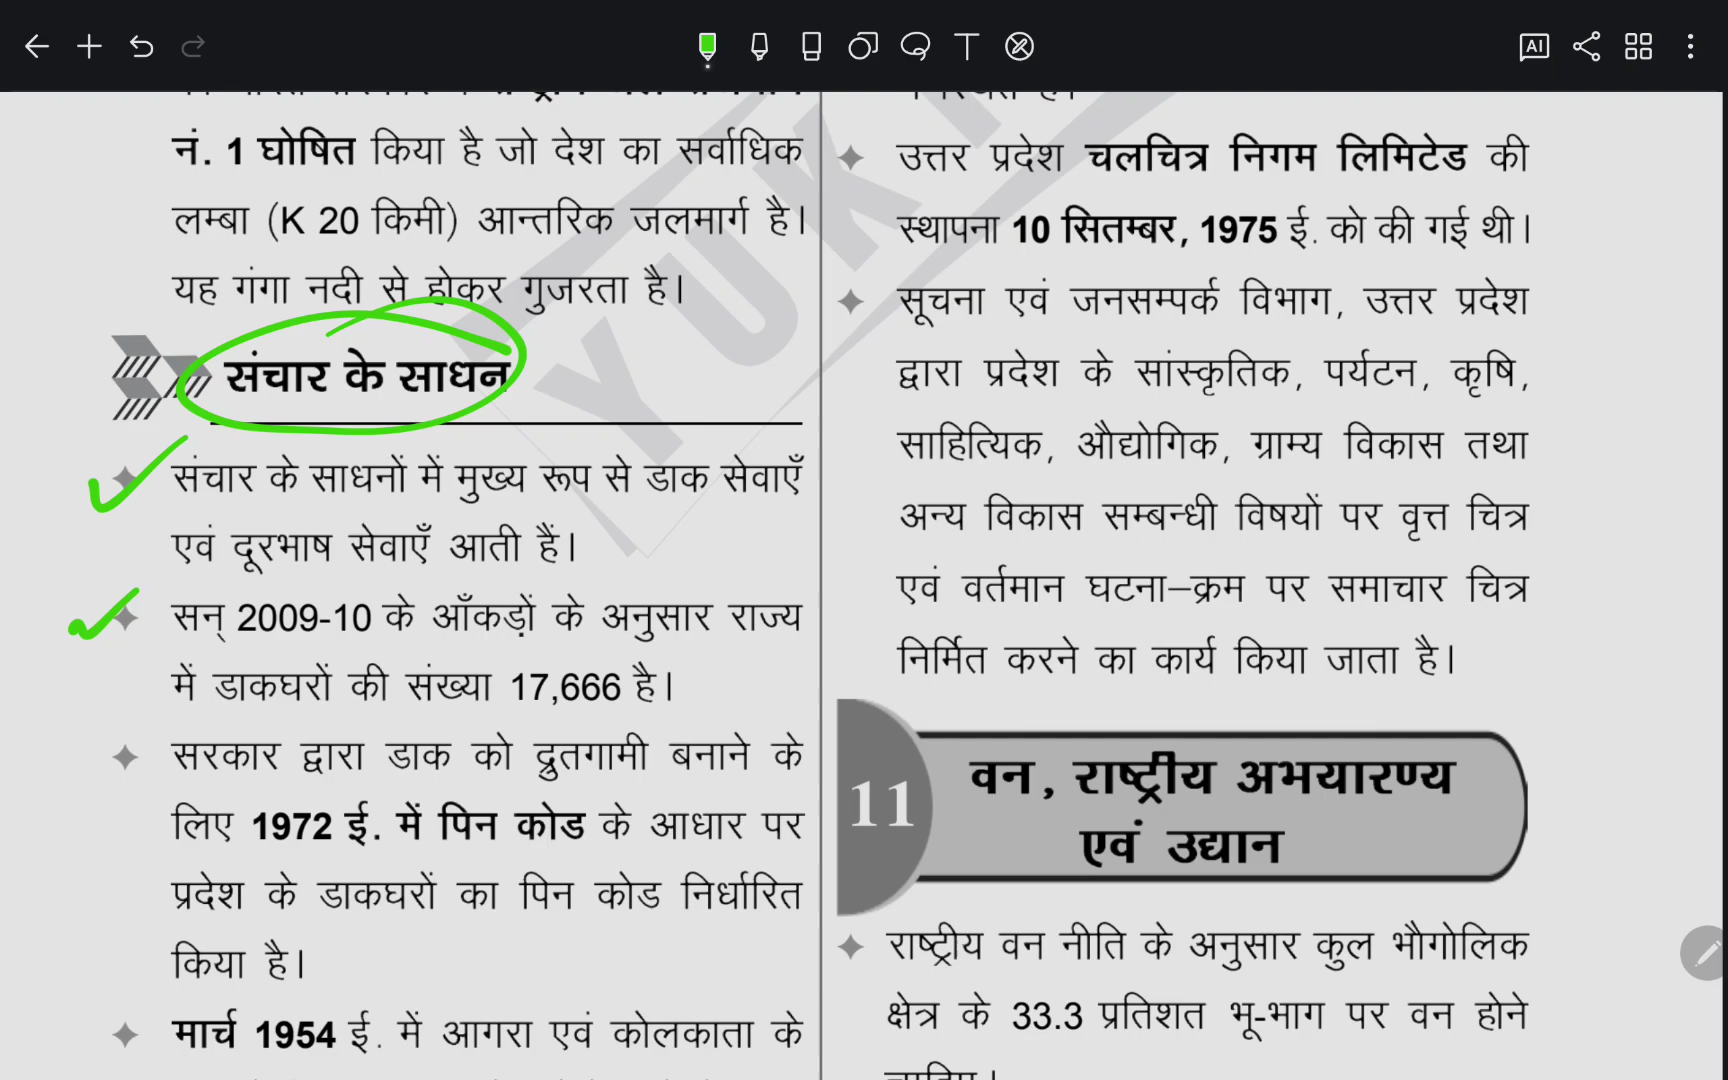 नं. 1 घोषित किया है जो देश का सर्वाधिक
लम्बा (K 20 किमी) आन्तरिक जलमार्ग है।
यह गंगा नदी से होकर गुजरता है।
संचार के साधन
संचार के साधनों में मुख्य रूप से डाक सेवाएँ
एवं दूरभाष सेवाएँ आती हैं।
सन् 2009-10 के आँकड़ों के अनुसार राज्य
में डाकघरों की संख्या 17,666 है।
सरकार द्वारा डाक को द्रुतगामी बनाने के
लिए 1972 ई. में पिन कोड के आधार पर
प्रदेश के डाकघरों का पिन कोड निर्धारित
किया है।
मार्च 1954 ई. में आगरा एवं कोलकाता के
उत्तर प्रदेश चलचित्र निगम लिमिटेड की
स्थापना 10 सितम्बर, 1975 ई. को की गई थी।
सूचना एवं जनसम्पर्क विभाग, उत्तर प्रदेश
द्वारा प्रदेश के सांस्कृतिक, पर्यटन, कृषि,
साहित्यिक, औद्योगिक, ग्राम्य विकास तथा
अन्य विकास सम्बन्धी विषयों पर वृत्त चित्र
एवं वर्तमान घटना–क्रम पर समाचार चित्र
निर्मित करने का कार्य किया जाता है।
11
वन, राष्ट्रीय अभयारण्य
एवं उद्यान
राष्ट्रीय वन नीति के अनुसार कुल भौगोलिक
क्षेत्र के 33.3 प्रतिशत भू-भाग पर वन होने
YUK
T
AI